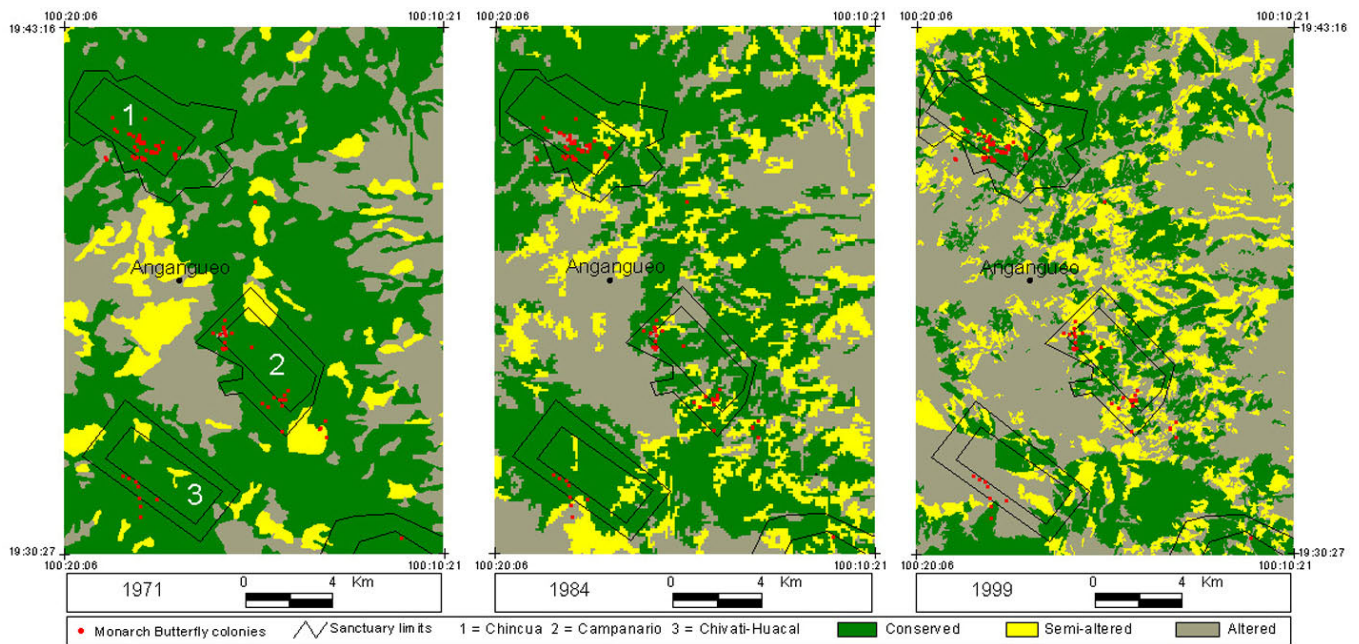 100:20:06 100:10:21 100:20:06 100:10:21 100:20:06 100:10:21
19:43:16 19:43:16
1
Angangueo Angangueo Angangueo
2
3
19:30:27 19:30:27
100:20:06 100:10:21 100:20:06 100:10:21 100:20:06 100:10:21
1971 0 4 Km 1984 0 4 Km 1999 0 4 Km
Monarch Butterfly colonies Sanctuary limits 1 = Chincua 2 = Campanario 3 = Chivati-Huacal Conserved Semi-altered Altered